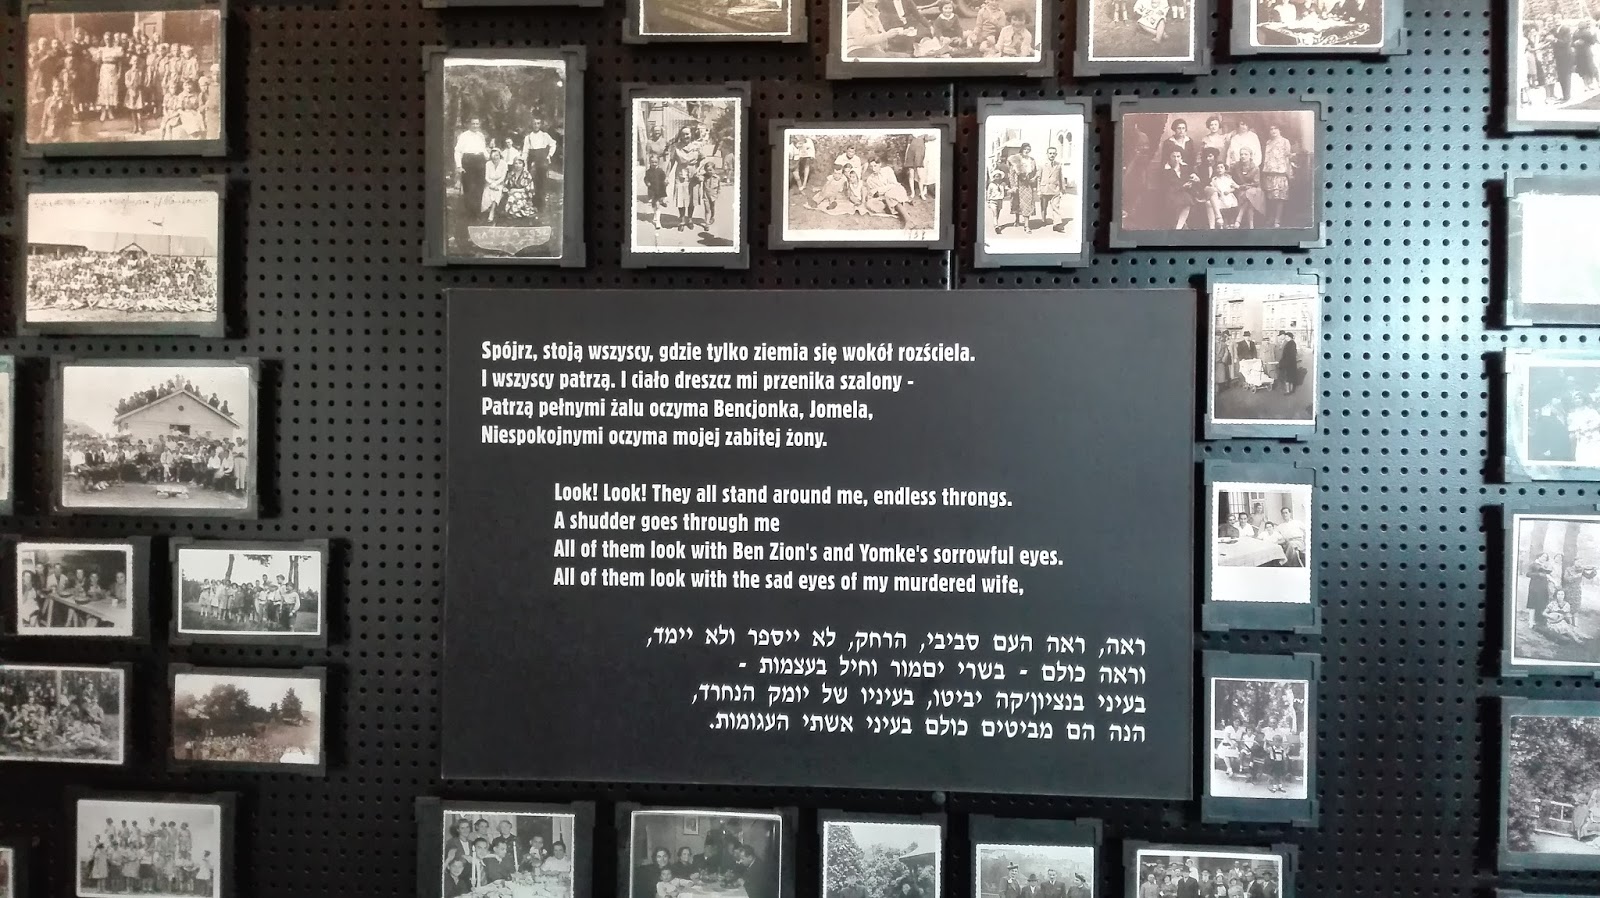 Spójrz, stoją wszyscy, gdzie tylko ziemia się wokół rozściela.
I wszyscy patrzą. I ciało dreszcz mi przenika szalony -
Patrzą pełnymi żalu oczyma Bencjonka, Jomela,
Niespokojnymi oczyma mojej zabitej żony.
Look! Look! They all stand around me, endless throngs.
A shudder goes through me
All of them look with Ben Zion's and Yomke's sorrowful eyes.
All of them look with the sad eyes of my murdered wife,
ראה, ראה העם סביבי, הרחק, לא ייספר ולא יימד,
וראה כולם - בשרי יסמור וחיל בעצמות -
בעיני בנציון׳קה יביטו, בעיניו של יומק הנחרד,
הנה הם מביטים כולם בעיני אשתי העגומות.